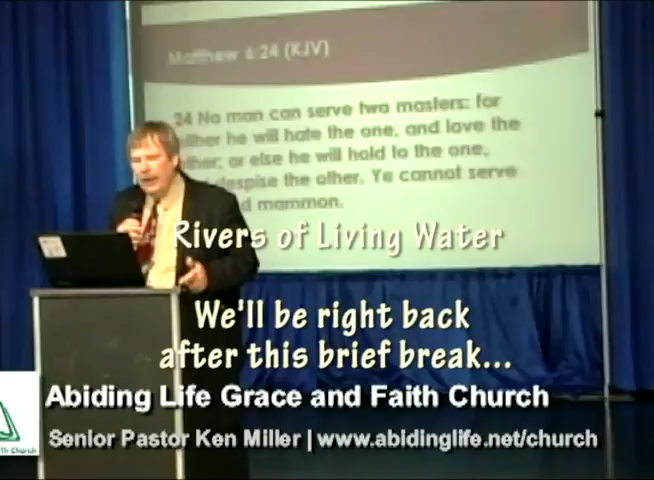 Matthew 6:24 (KJV)
24 No man can serve two masters: for
he will hate the one, and love the
or else he will hold to the one,
despise the other. Ye cannot serve
mammon.
Rivers of Living Water
We'll be right back
after this brief break...
Abiding Life Grace and Faith Church
Senior Pastor Ken Miller | www.abidinglife.net/church
Church